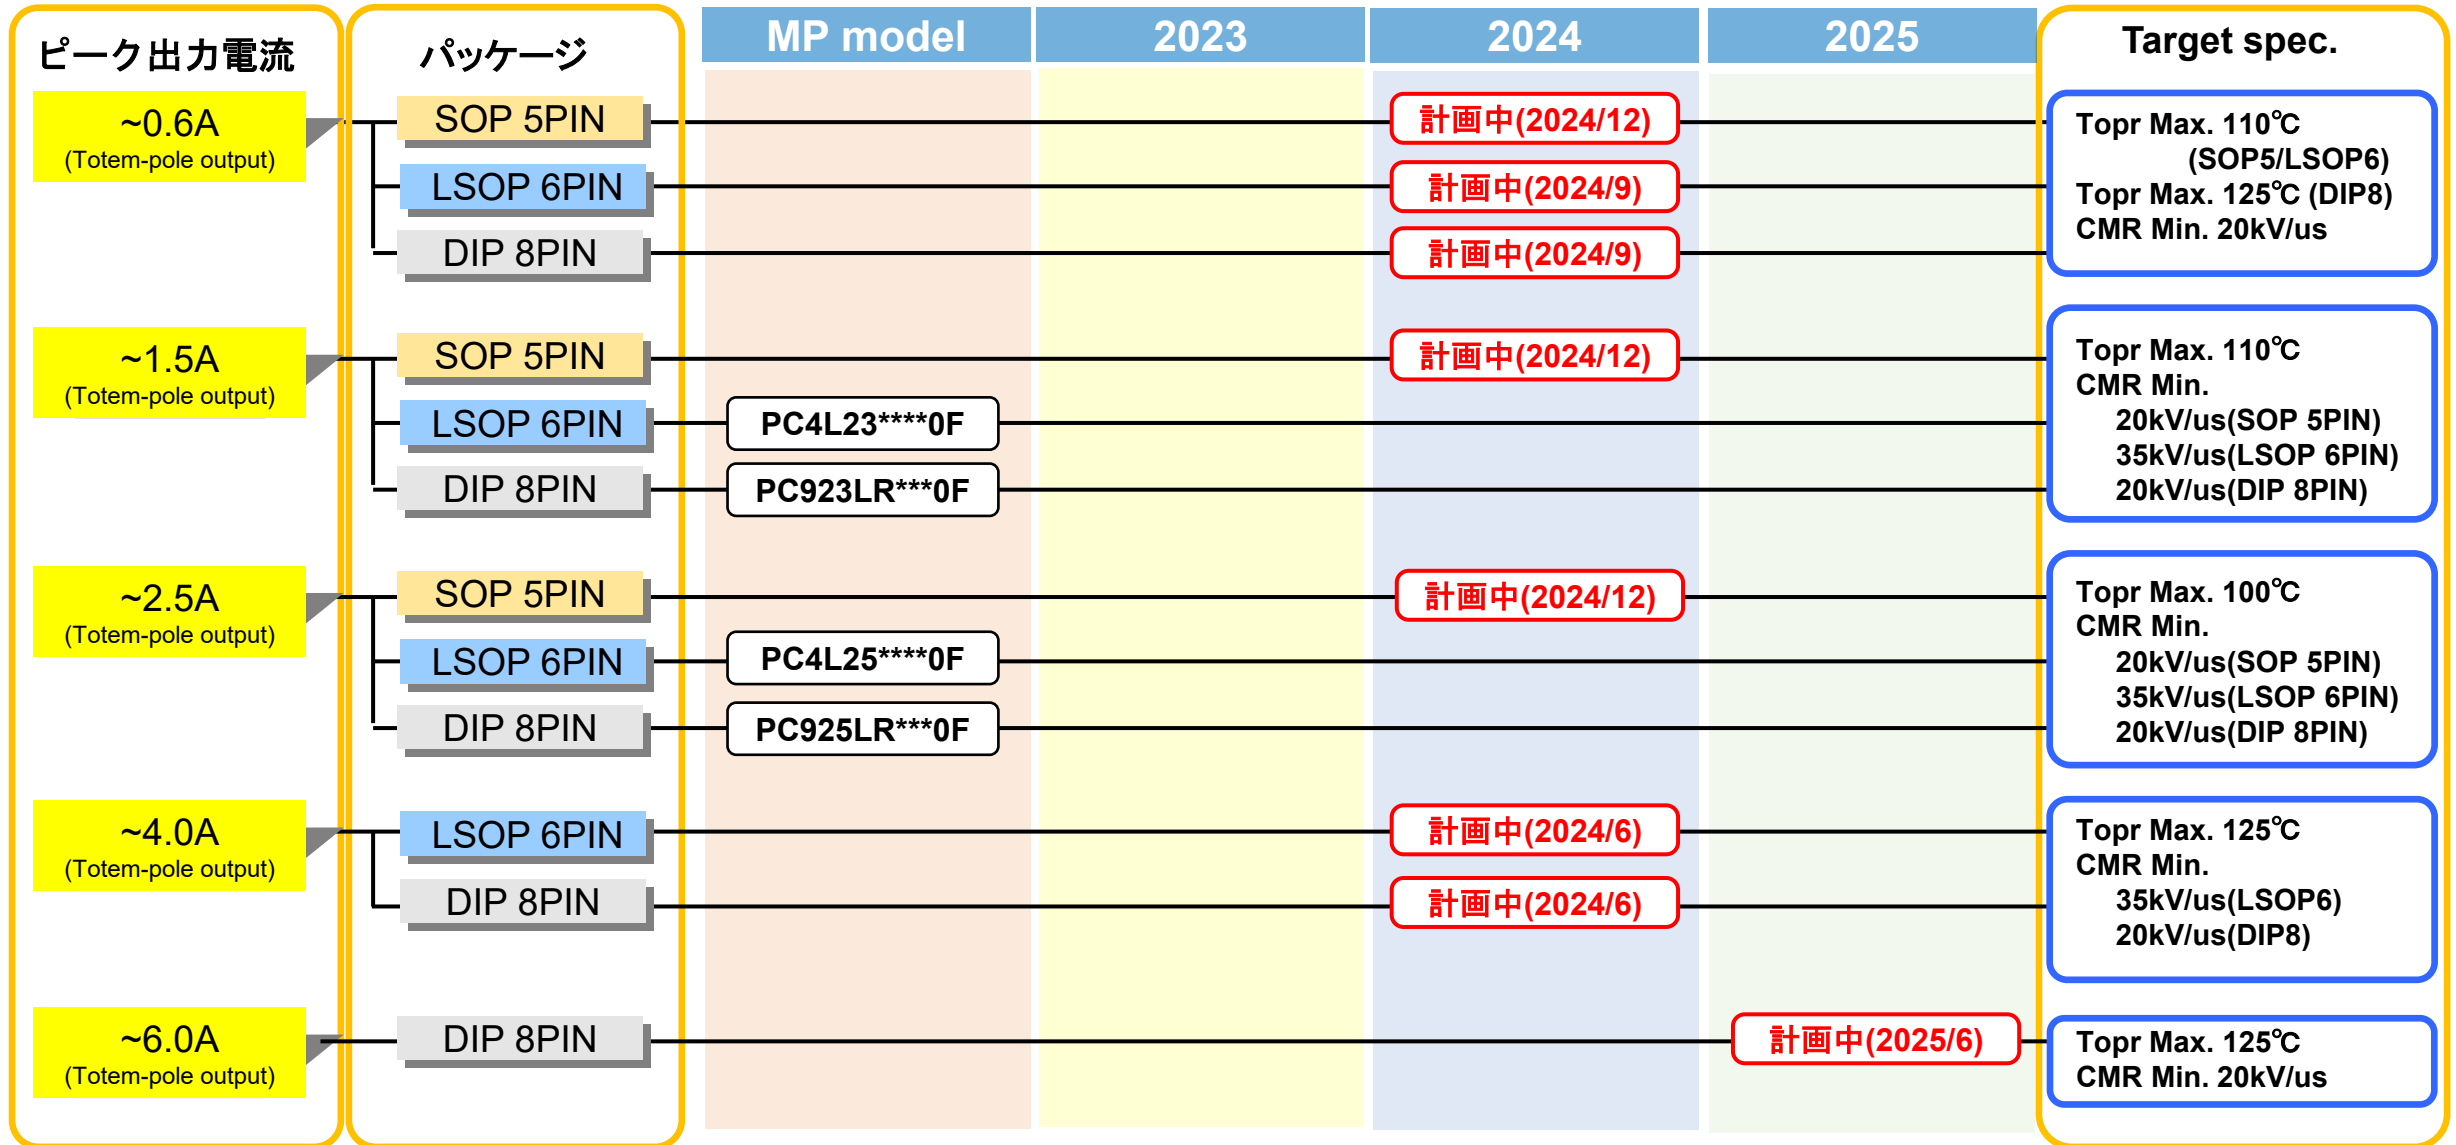 ピーク出力電流
パッケージ
MP model
2023
2024
2025
Target spec.
~0.6A
(Totem-pole output)
SOP 5PIN
計画中(2024/12)
LSOP 6PIN
計画中(2024/9)
DIP 8PIN
計画中(2024/9)
Topr Max. 110℃
(SOP5/LSOP6)
Topr Max. 125℃ (DIP8)
CMR Min. 20kV/us
~1.5A
(Totem-pole output)
SOP 5PIN
計画中(2024/12)
LSOP 6PIN
PC4L23****0F
DIP 8PIN
PC923LR***0F
Topr Max. 110℃
CMR Min.
20kV/us(SOP 5PIN)
35kV/us(LSOP 6PIN)
20kV/us(DIP 8PIN)
~2.5A
(Totem-pole output)
SOP 5PIN
計画中(2024/12)
LSOP 6PIN
PC4L25****0F
DIP 8PIN
PC925LR***0F
Topr Max. 100℃
CMR Min.
20kV/us(SOP 5PIN)
35kV/us(LSOP 6PIN)
20kV/us(DIP 8PIN)
~4.0A
(Totem-pole output)
LSOP 6PIN
計画中(2024/6)
DIP 8PIN
計画中(2024/6)
Topr Max. 125℃
CMR Min.
35kV/us(LSOP6)
20kV/us(DIP8)
~6.0A
(Totem-pole output)
DIP 8PIN
計画中(2025/6)
Topr Max. 125℃
CMR Min. 20kV/us